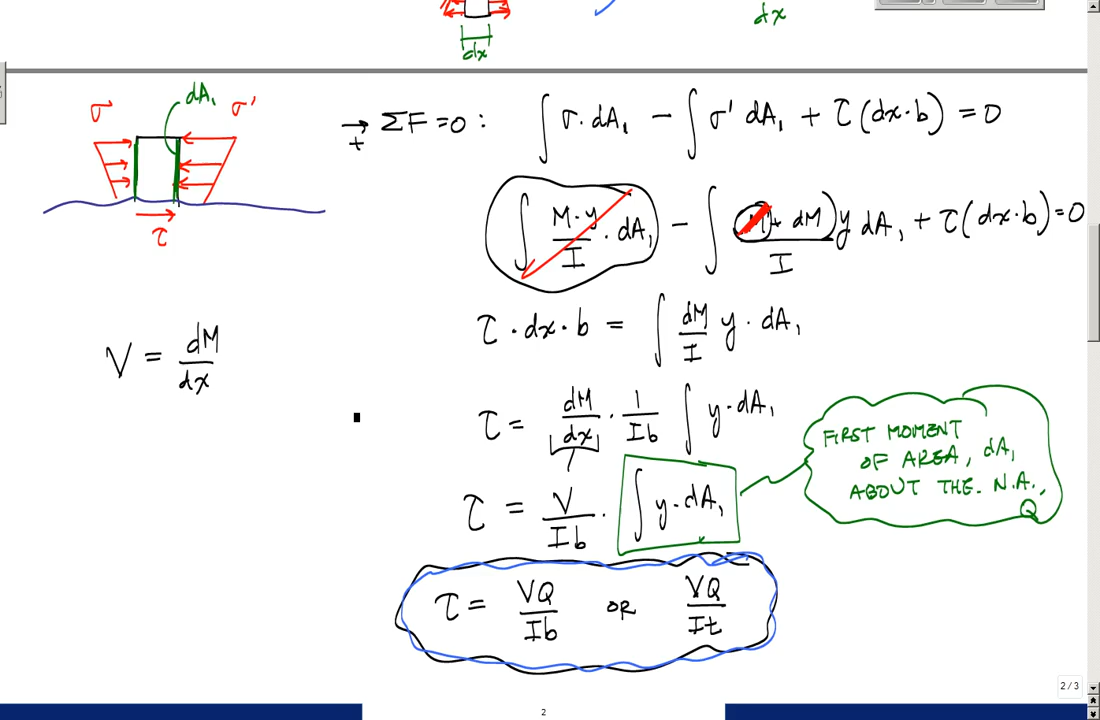 dx
dx
σ
dA₁
σ'
τ
→+ ΣF = 0 : ∫ σ · dA₁ − ∫ σ' dA₁ + τ(dx·b) = 0
∫ M·y/I · dA₁ − ∫ (M + dM)/I y dA₁ + τ(dx·b) = 0
τ · dx · b = ∫ dM/I y · dA₁
V = dM/dx
τ = dM/dx · 1/Ib ∫ y · dA₁
τ = V/Ib · ∫ y · dA₁
FIRST MOMENT
OF AREA, dA₁
ABOUT THE N.A.,
Q
τ = VQ/Ib OR VQ/It
2 / 3
2